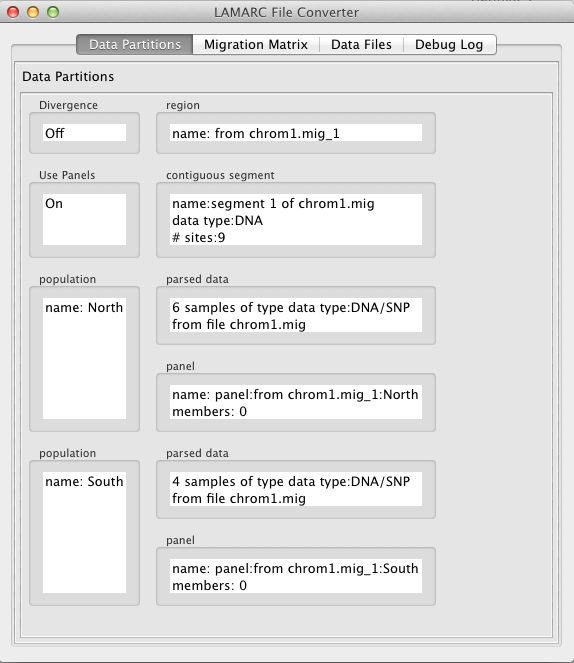 LAMARC File Converter
Data Partitions
Migration Matrix
Data Files
Debug Log
Data Partitions
Divergence
Off
region
name: from chrom1.mig_1
Use Panels
On
contiguous segment
name:segment 1 of chrom1.mig
data type:DNA
# sites:9
population
name: North
parsed data
6 samples of type data type:DNA/SNP
from file chrom1.mig
panel
name: panel:from chrom1.mig_1:North
members: 0
population
name: South
parsed data
4 samples of type data type:DNA/SNP
from file chrom1.mig
panel
name: panel:from chrom1.mig_1:South
members: 0